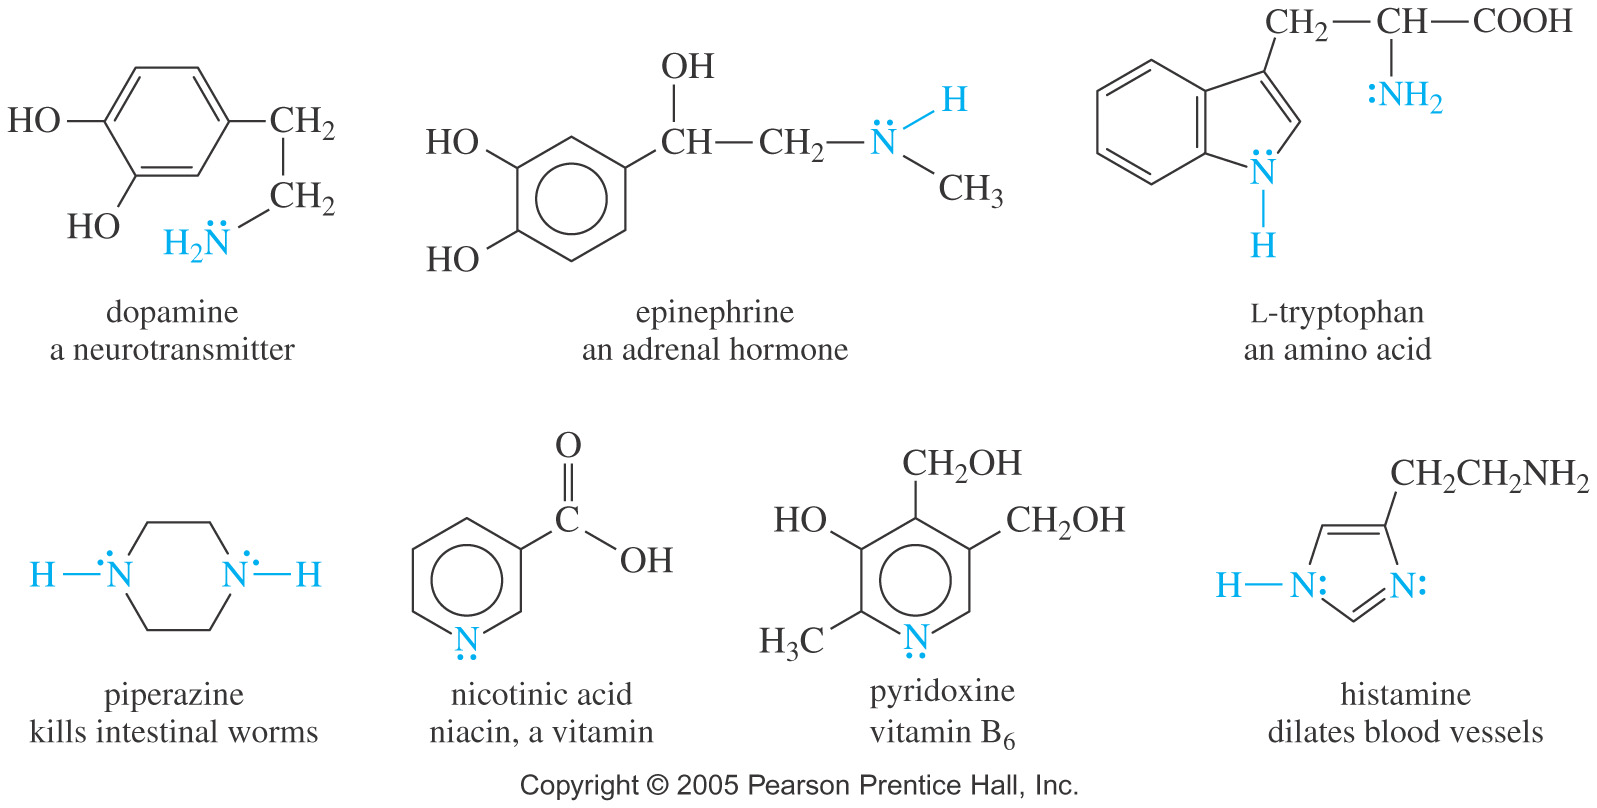 HO
HO
CH₂
CH₂
H₂N̈
dopamine
a neurotransmitter
OH
HO
HO
CH
CH₂
N̈
H
CH₃
epinephrine
an adrenal hormone
CH₂
CH
COOH
:NH₂
N̈
H
L-tryptophan
an amino acid
H
N:
N:
H
piperazine
kills intestinal worms
O
C
OH
N:
nicotinic acid
niacin, a vitamin
CH₂OH
HO
CH₂OH
H₃C
N:
pyridoxine
vitamin B₆
CH₂CH₂NH₂
H
N:
N:
histamine
dilates blood vessels
Copyright © 2005 Pearson Prentice Hall, Inc.